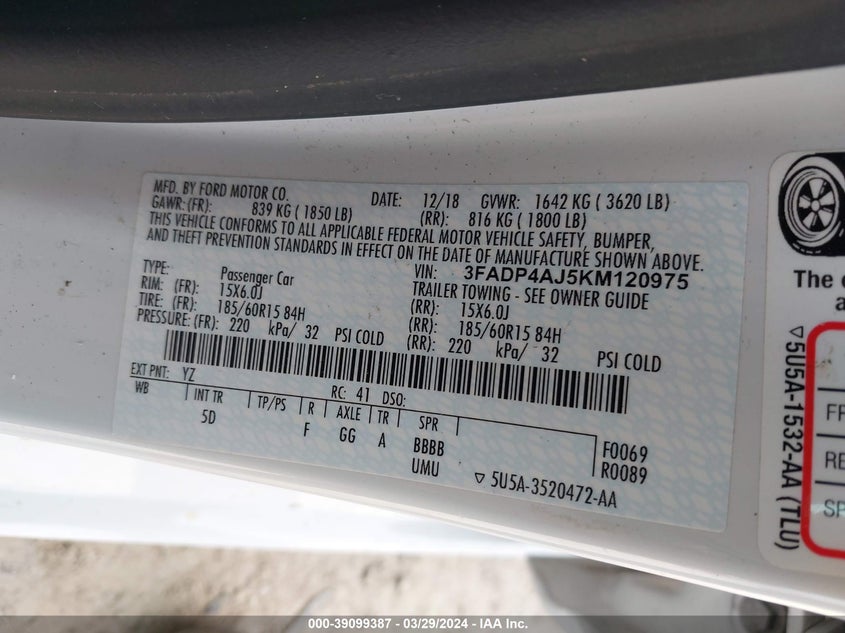 MFD. BY FORD MOTOR CO. DATE: 12/18 GVWR: 1642 KG ( 3620 LB)
GAWR: (FR): 839 KG ( 1850 LB) (RR): 816 KG ( 1800 LB)
THIS VEHICLE CONFORMS TO ALL APPLICABLE FEDERAL MOTOR VEHICLE SAFETY, BUMPER,
AND THEFT PREVENTION STANDARDS IN EFFECT ON THE DATE OF MANUFACTURE SHOWN ABOVE.
TYPE: Passenger Car VIN: 3FADP4AJ5KM120975
RIM: (FR) 15X6.0J TRAILER TOWING - SEE OWNER GUIDE
TIRE: (FR) 185/60R15 84H (RR): 15X6.0J
PRESSURE: (FR) 220 kPa/ 32 PSI COLD (RR): 185/60R15 84H
(RR): 220 kPa/ 32 PSI COLD
EXT PNT: YZ RC: 41 DSO:
WB INT TR TP/PS R AXLE TR SPR
5D F GG A BBBB F0069
UMU R0089
▽ 5U5A-3520472-AA
The
▽5U5A-1532-AA (TLU)
000-39099387 - 03/29/2024 - IAA Inc.